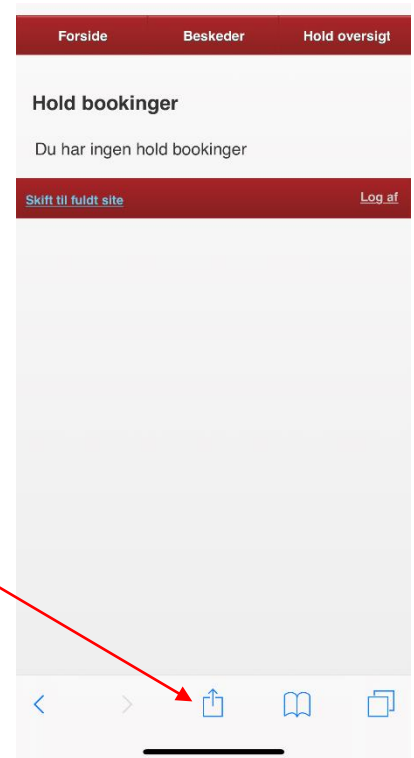 Forside Beskeder Hold oversigt
Hold bookinger
Du har ingen hold bookinger
Skift til fuldt site Log af